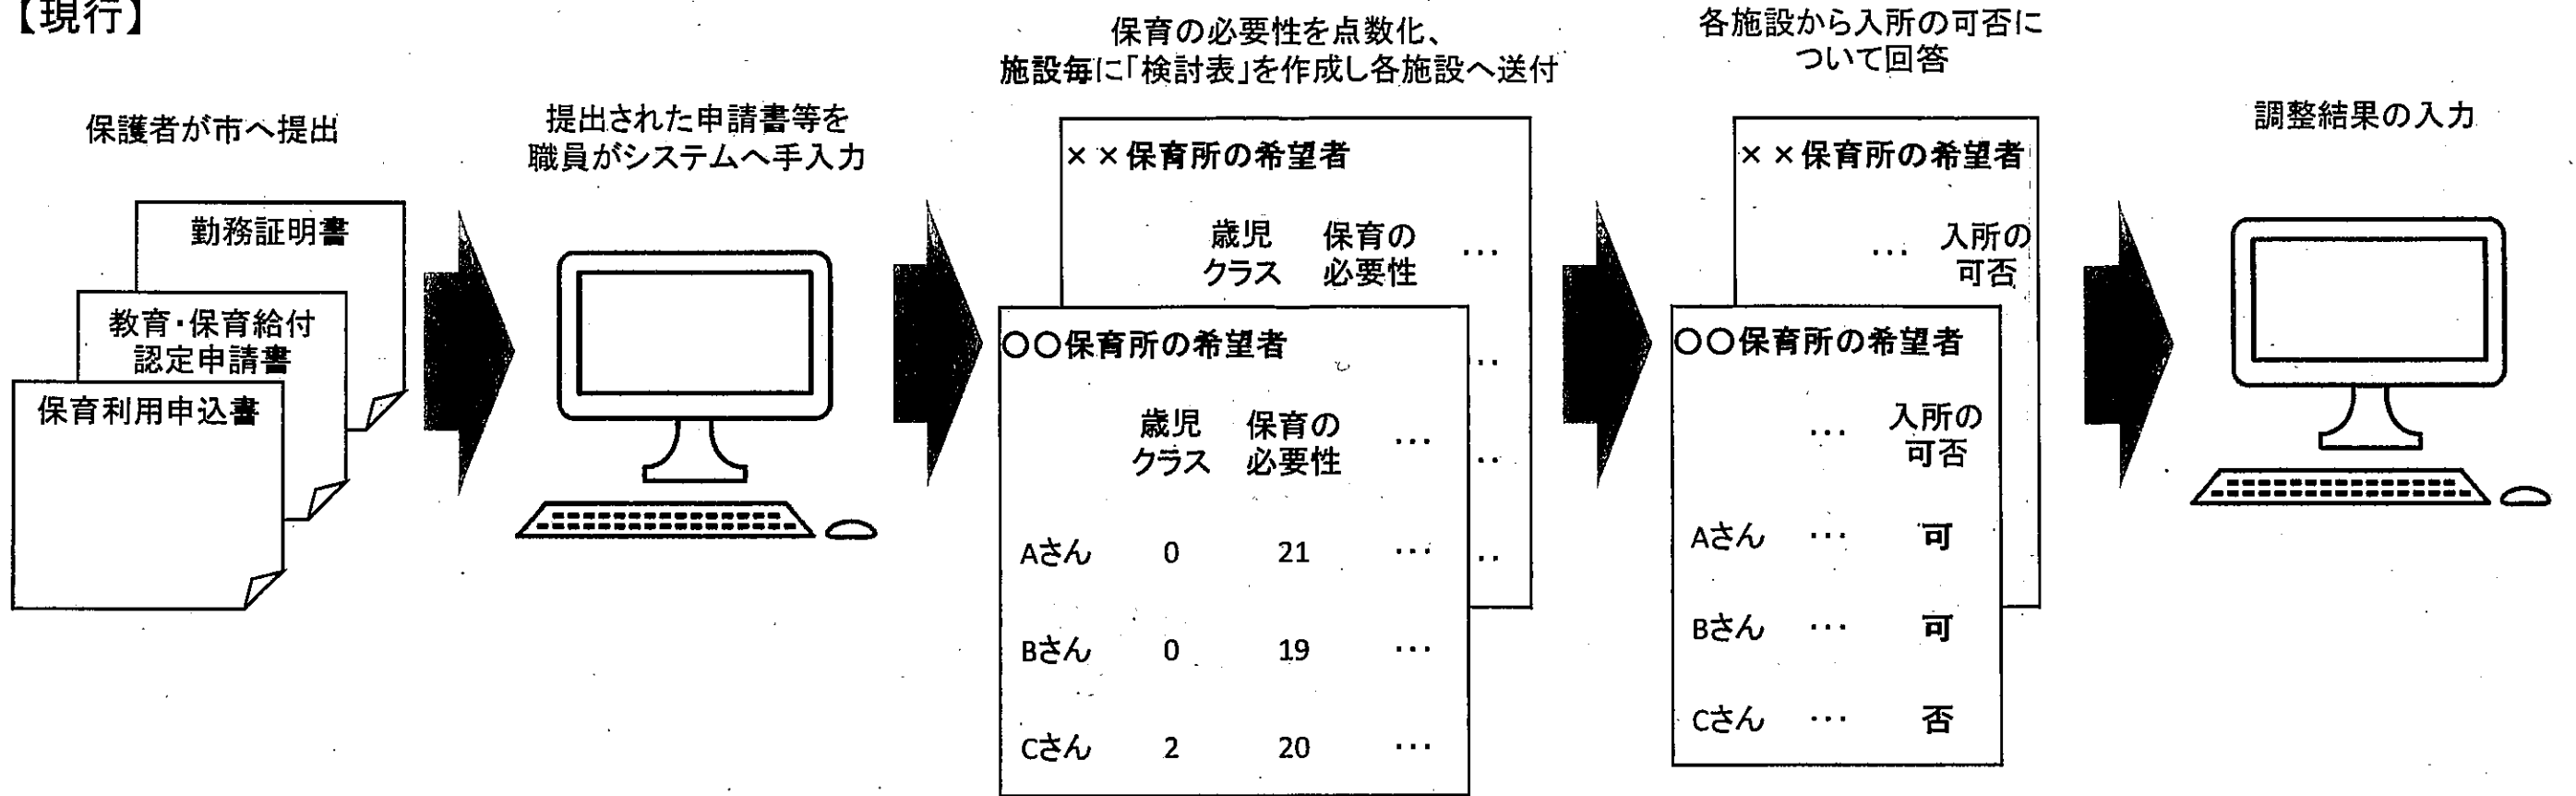 【現行】
保護者が市へ提出
勤務証明書
教育・保育給付
認定申請書
保育利用申込書
提出された申請書等を
職員がシステムへ手入力
保育の必要性を点数化、
施設毎に「検討表」を作成し各施設へ送付
××保育所の希望者
歳児
クラス
保育の
必要性
…
〇〇保育所の希望者
歳児
クラス
保育の
必要性
…
Aさん 0 21 …
Bさん 0 19 …
Cさん 2 20 …
各施設から入所の可否に
ついて回答
××保育所の希望者
… 入所の
可否
〇〇保育所の希望者
… 入所の
可否
Aさん … 可
Bさん … 可
Cさん … 否
調整結果の入力